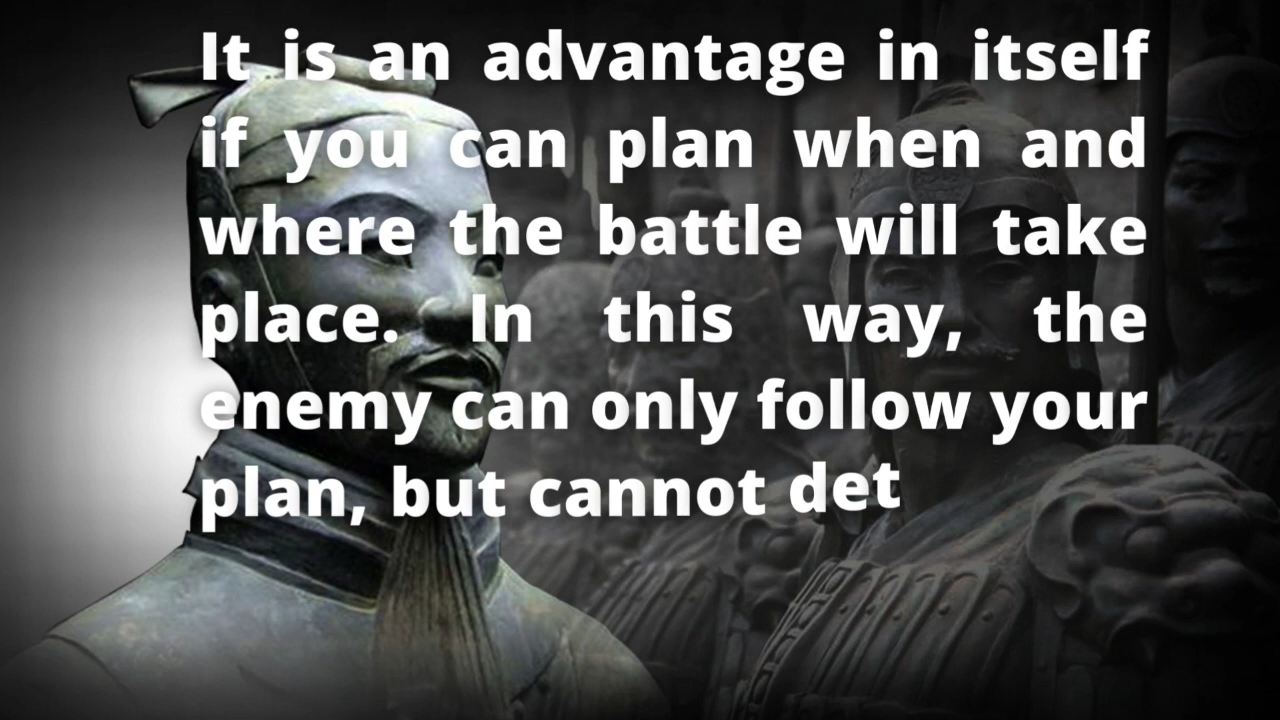 It is an advantage in itself
if you can plan when and
where the battle will take
place. In this way, the
enemy can only follow your
plan, but cannot det